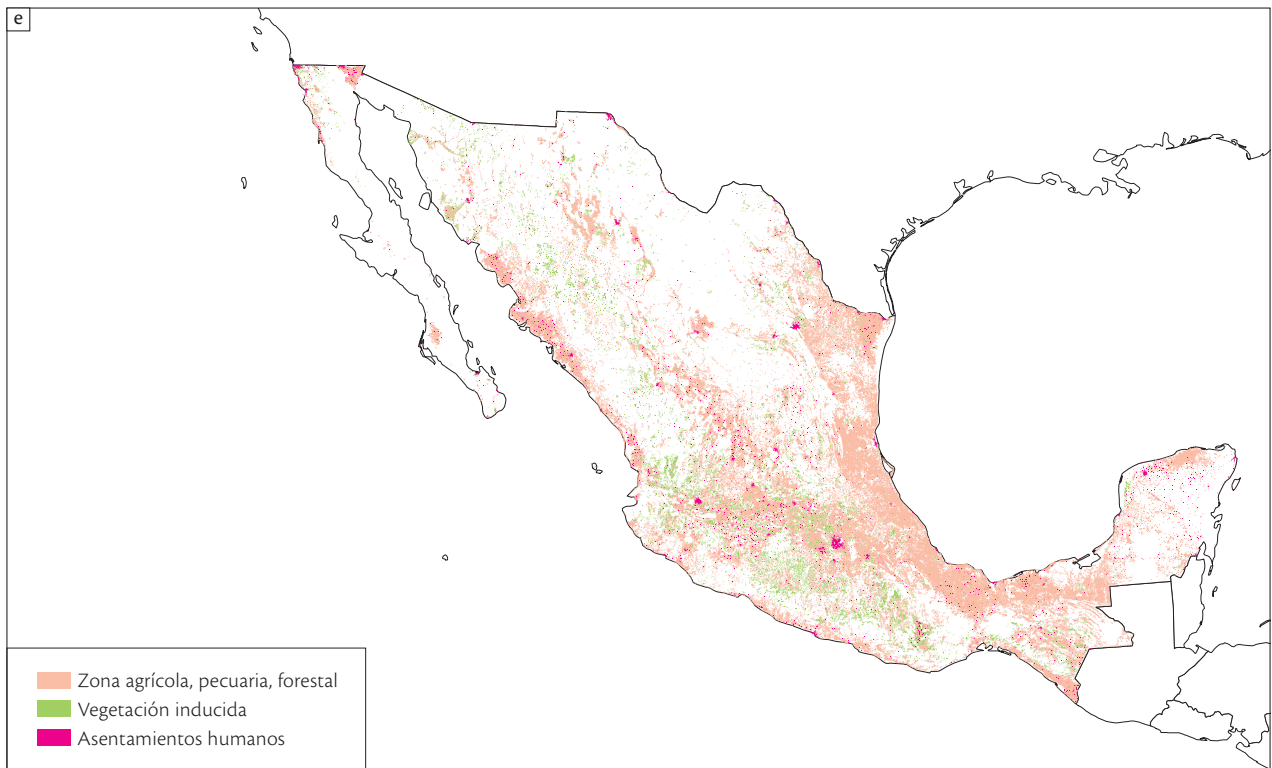 e
Zona agrícola, pecuaria, forestal
Vegetación inducida
Asentamientos humanos